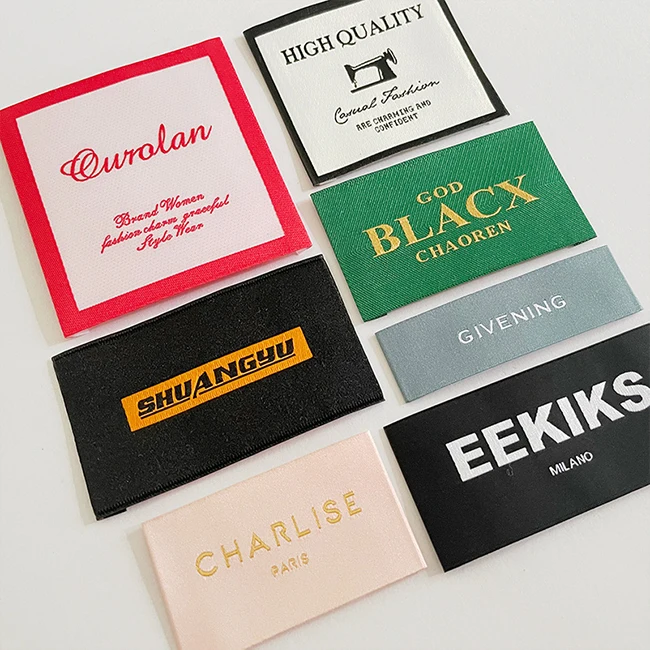 Ourolan
Brand Women
fashion charm graceful
Style Wear
HIGH QUALITY
Casual Fashion
ARE CHARMING AND
CONFIDENT
GOD
BLACX
CHAOREN
GIVENING
SHUANGYU
EEKIKS
MILANO
CHARLISE
PARIS